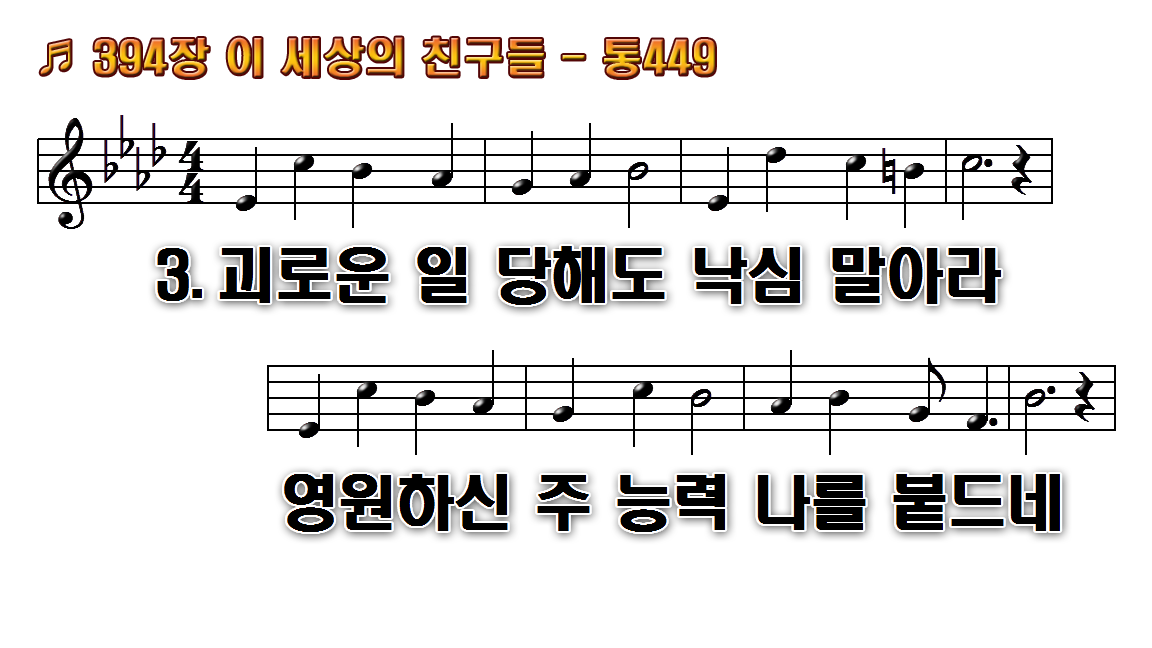 394장 이 세상의 친구들 - 통449
4
4
3. 괴로운 일 당해도 낙심 말아라
영원하신 주 능력 나를 붙드네